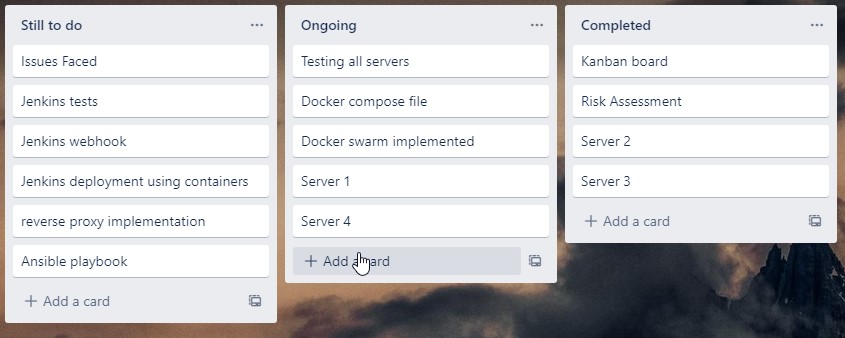 Still to do
Issues Faced
Jenkins tests
Jenkins webhook
Jenkins deployment using containers
reverse proxy implementation
Ansible playbook
+ Add a card
Ongoing
Testing all servers
Docker compose file
Docker swarm implemented
Server 1
Server 4
+ Add a card
Completed
Kanban board
Risk Assessment
Server 2
Server 3
+ Add a card